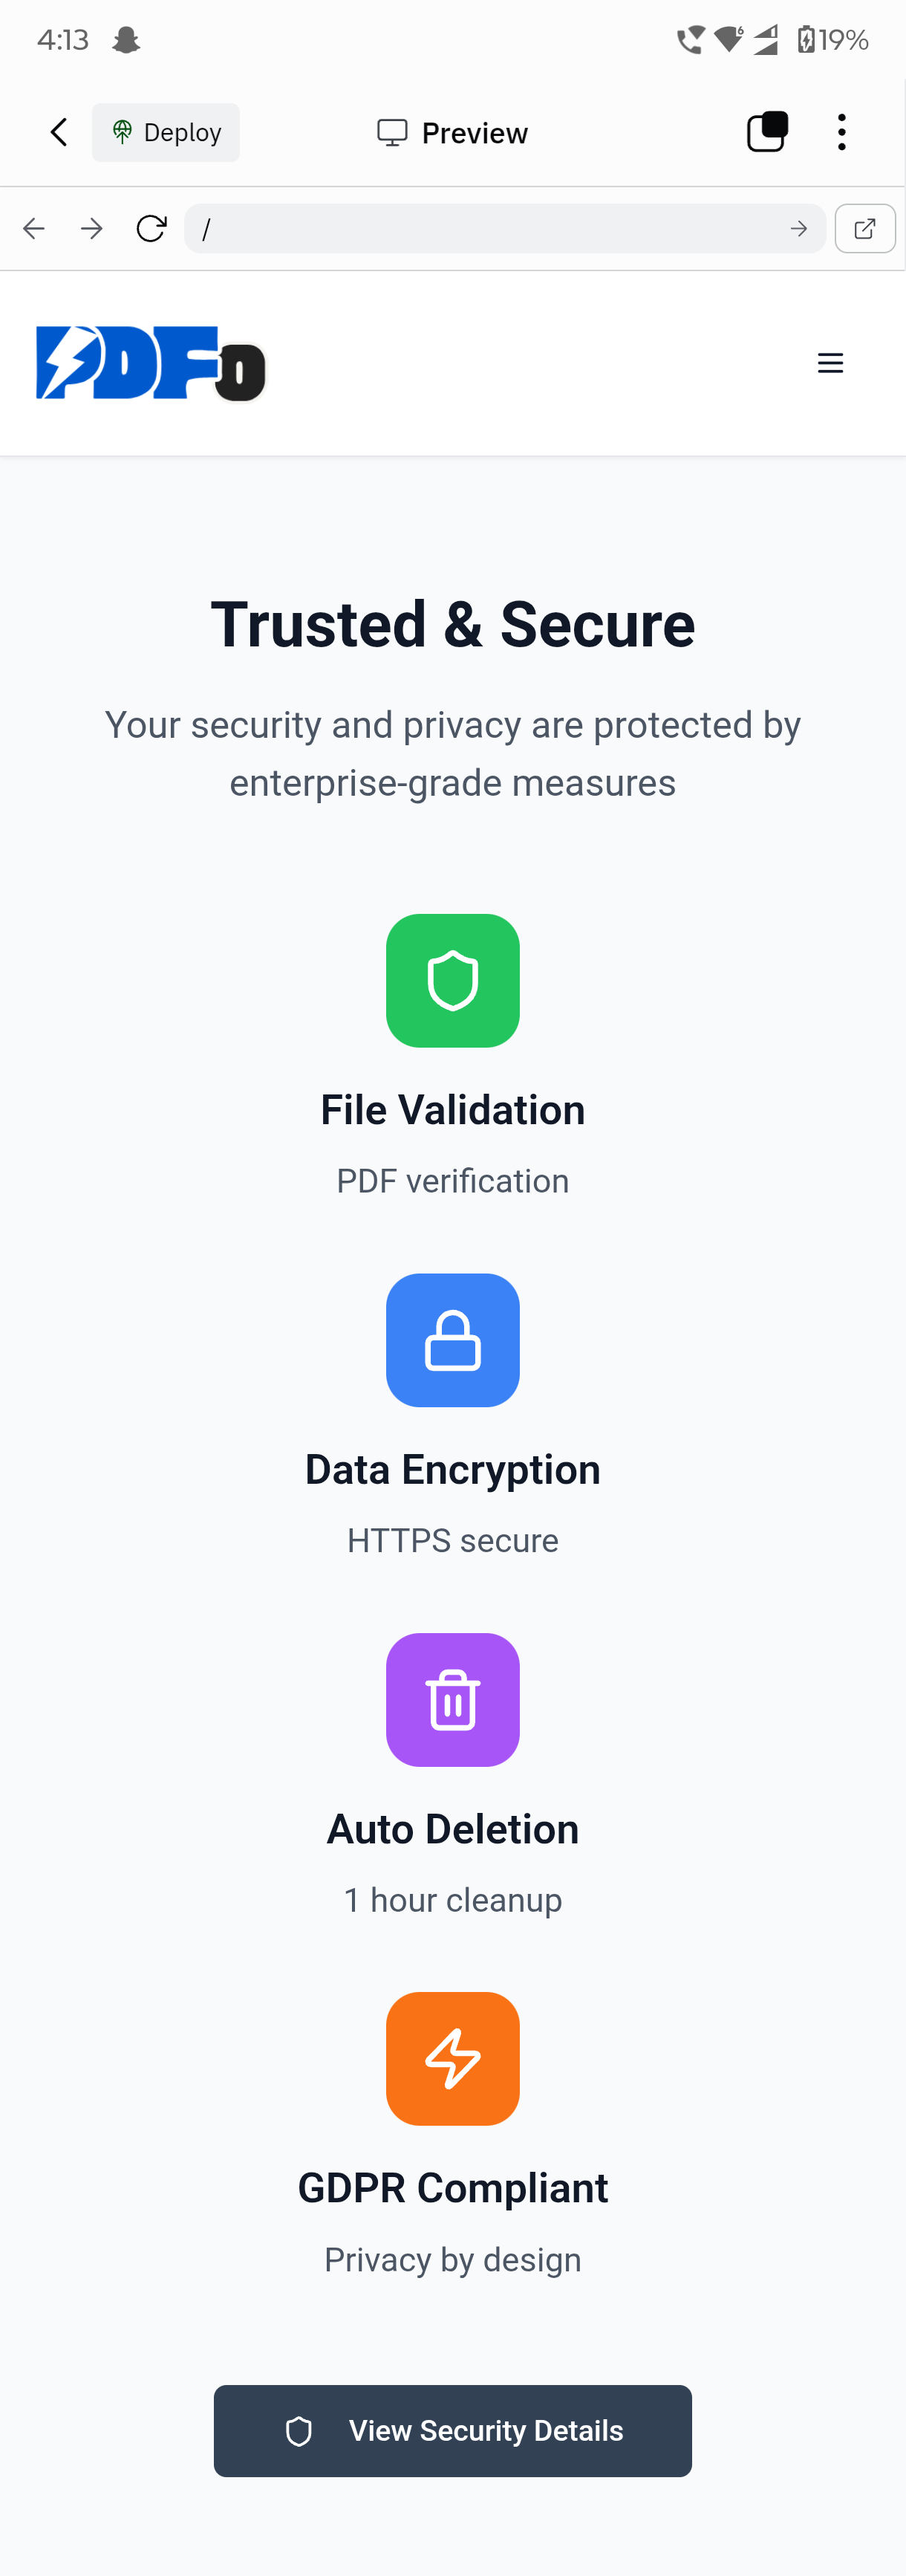 4:13
6
19%
Deploy
Preview
/
PDFo
Trusted & Secure
Your security and privacy are protected by
enterprise-grade measures
File Validation
PDF verification
Data Encryption
HTTPS secure
Auto Deletion
1 hour cleanup
GDPR Compliant
Privacy by design
View Security Details